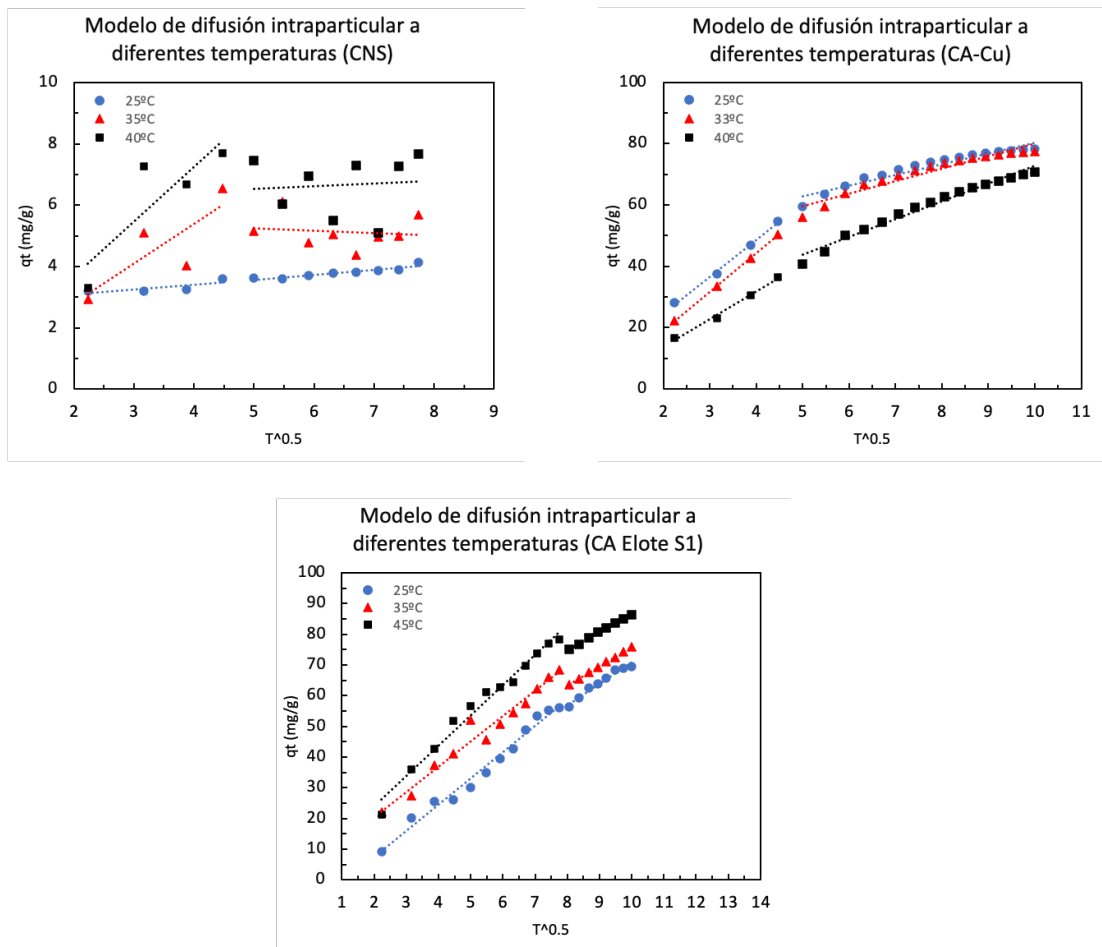 Modelo de difusión intraparticular a
diferentes temperaturas (CNS)
10
8
6
4
2
0
qt (mg/g)
25ºC
35ºC
40ºC
2 3 4 5 6 7 8 9
T^0.5
Modelo de difusión intraparticular a
diferentes temperaturas (CA-Cu)
100
80
60
40
20
0
qt (mg/g)
25ºC
33ºC
40ºC
2 3 4 5 6 7 8 9 10 11
T^0.5
Modelo de difusión intraparticular a
diferentes temperaturas (CA Elote S1)
100
90
80
70
60
50
40
30
20
10
0
qt (mg/g)
25ºC
35ºC
45ºC
1 2 3 4 5 6 7 8 9 10 11 12 13 14
T^0.5